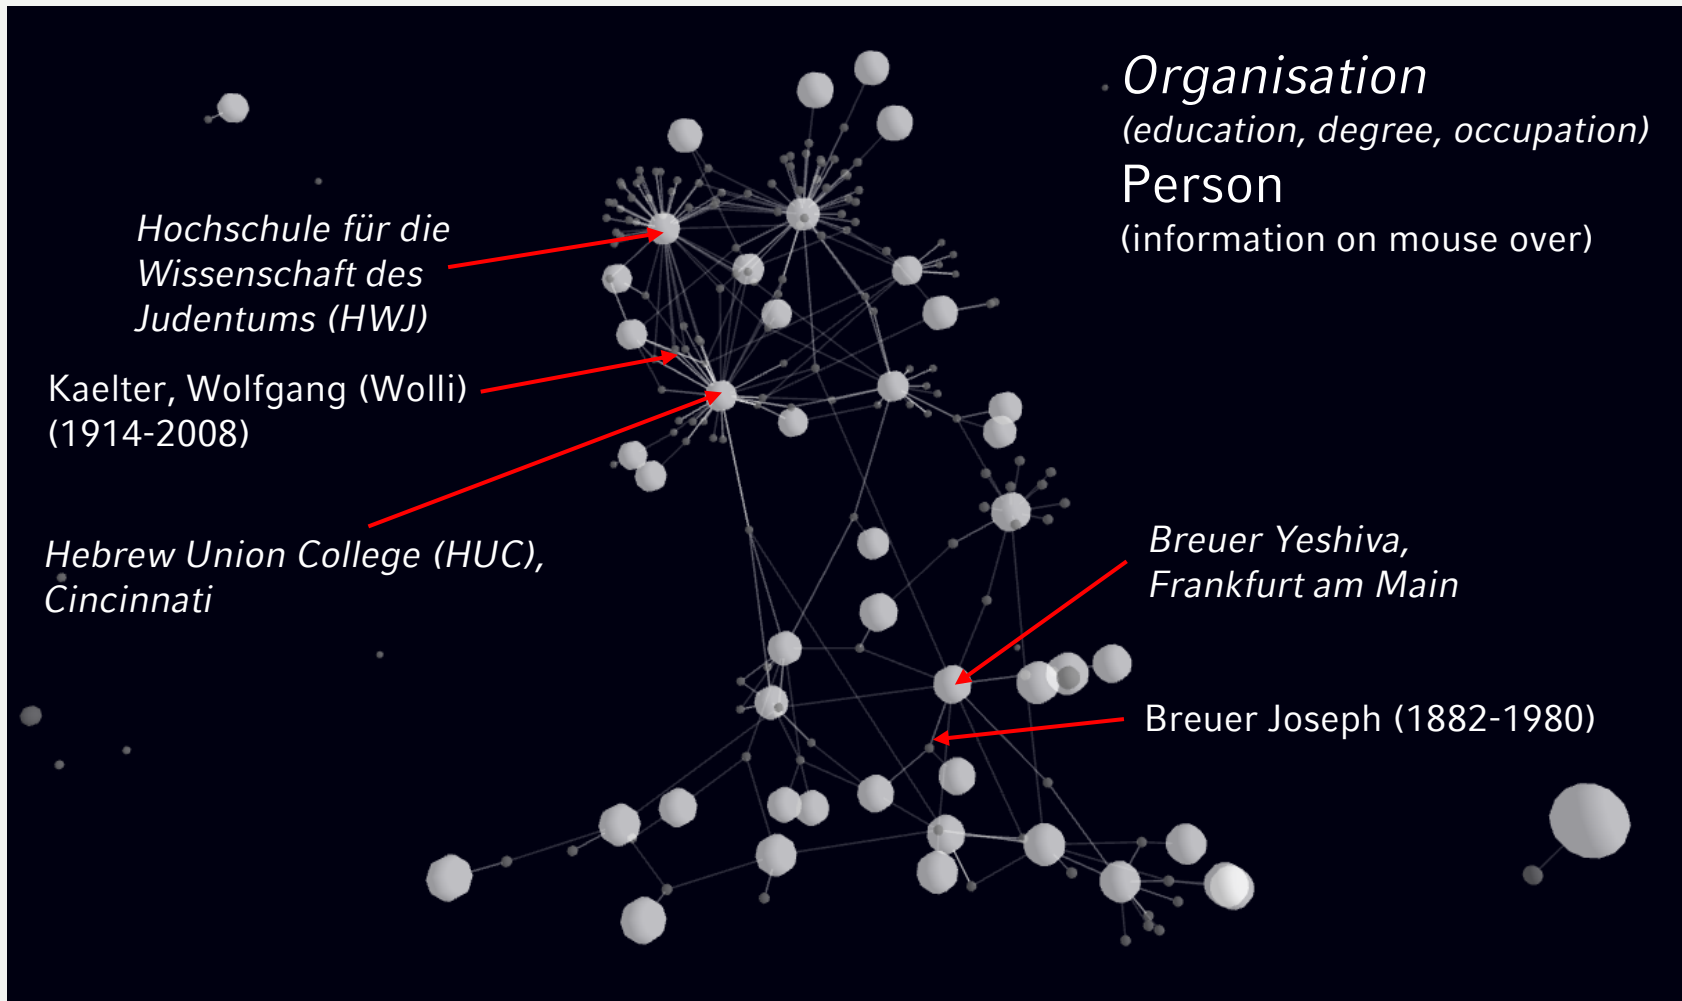 Organisation
(education, degree, occupation)
Person
(information on mouse over)
Hochschule für die
Wissenschaft des
Judentums (HWJ)
Kaelter, Wolfgang (Wolli)
(1914-2008)
Hebrew Union College (HUC),
Cincinnati
Breuer Yeshiva,
Frankfurt am Main
Breuer Joseph (1882-1980)